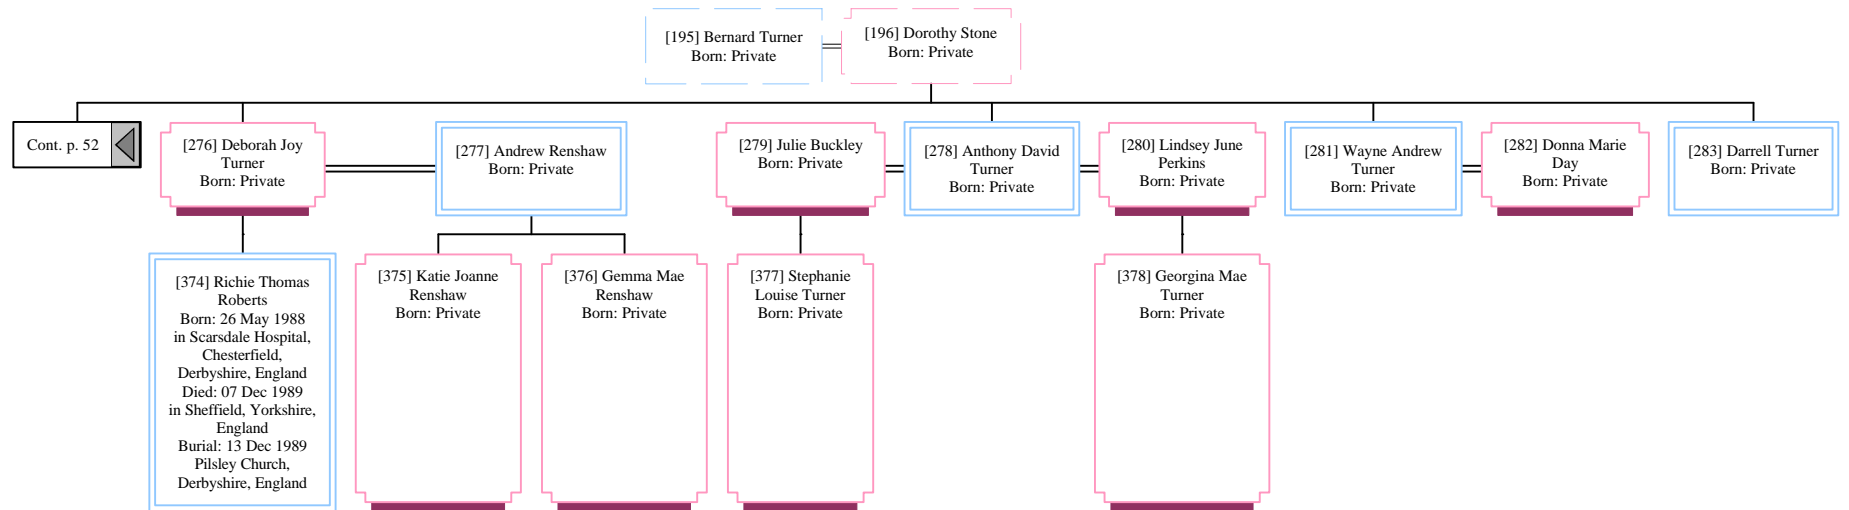 [195] Bernard Turner
Born: Private
[196] Dorothy Stone
Born: Private
Cont. p. 52
[276] Deborah Joy
Turner
Born: Private
[277] Andrew Renshaw
Born: Private
[279] Julie Buckley
Born: Private
[278] Anthony David
Turner
Born: Private
[280] Lindsey June
Perkins
Born: Private
[281] Wayne Andrew
Turner
Born: Private
[282] Donna Marie
Day
Born: Private
[283] Darrell Turner
Born: Private
[374] Richie Thomas
Roberts
Born: 26 May 1988
in Scarsdale Hospital,
Chesterfield,
Derbyshire, England
Died: 07 Dec 1989
in Sheffield, Yorkshire,
England
Burial: 13 Dec 1989
Pilsley Church,
Derbyshire, England
[375] Katie Joanne
Renshaw
Born: Private
[376] Gemma Mae
Renshaw
Born: Private
[377] Stephanie
Louise Turner
Born: Private
[378] Georgina Mae
Turner
Born: Private